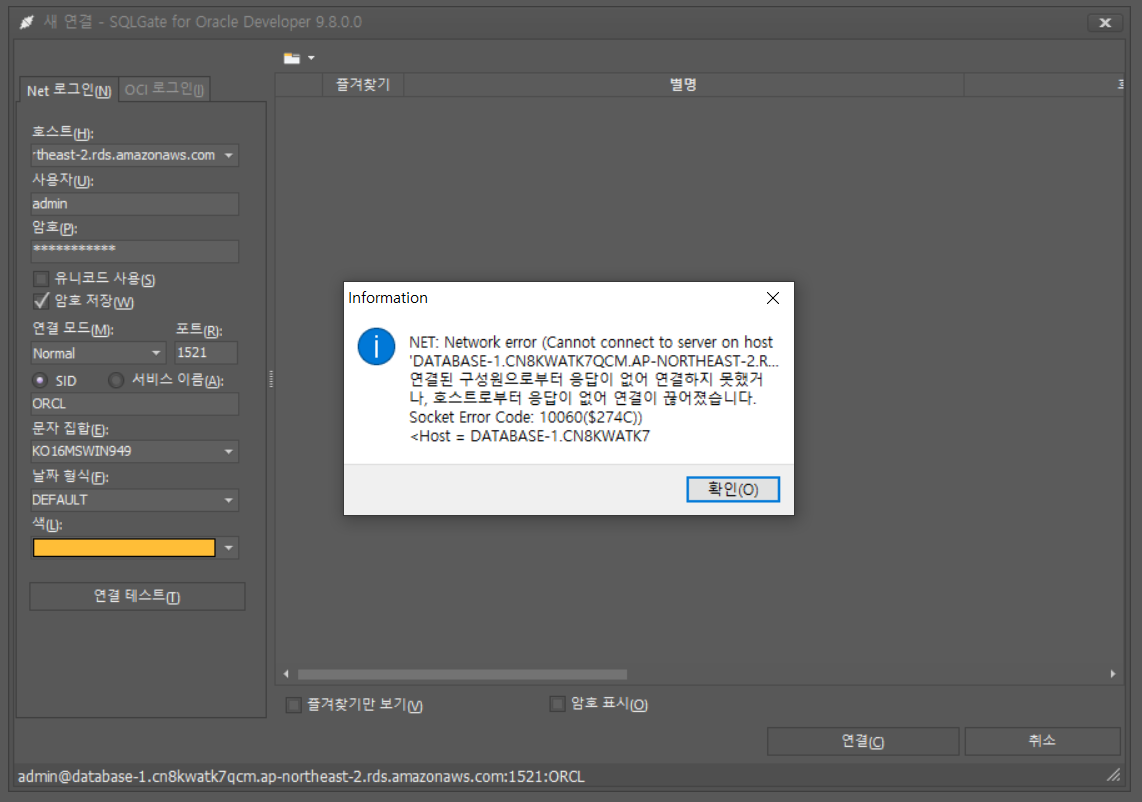 새 연결 - SQLGate for Oracle Developer 9.8.0.0
Net 로그인(N)
OCI 로그인(I)
즐겨찾기
별명
호스트(H):
rtheast-2.rds.amazonaws.com
사용자(U):
admin
암호(P):
***********
유니코드 사용(S)
암호 저장(W)
연결 모드(M):
포트(R):
Normal
1521
SID
서비스 이름(A):
ORCL
문자 집합(E):
KO16MSWIN949
날짜 형식(F):
DEFAULT
색(L):
연결 테스트(T)
Information
NET: Network error (Cannot connect to server on host
'DATABASE-1.CN8KWATK7QCM.AP-NORTHEAST-2.R...
연결된 구성원으로부터 응답이 없어 연결하지 못했거
나, 호스트로부터 응답이 없어 연결이 끊어졌습니다.
Socket Error Code: 10060($274C))
<Host = DATABASE-1.CN8KWATK7
확인(O)
즐겨찾기만 보기(V)
암호 표시(O)
연결(C)
취소
admin@database-1.cn8kwatk7qcm.ap-northeast-2.rds.amazonaws.com:1521:ORCL